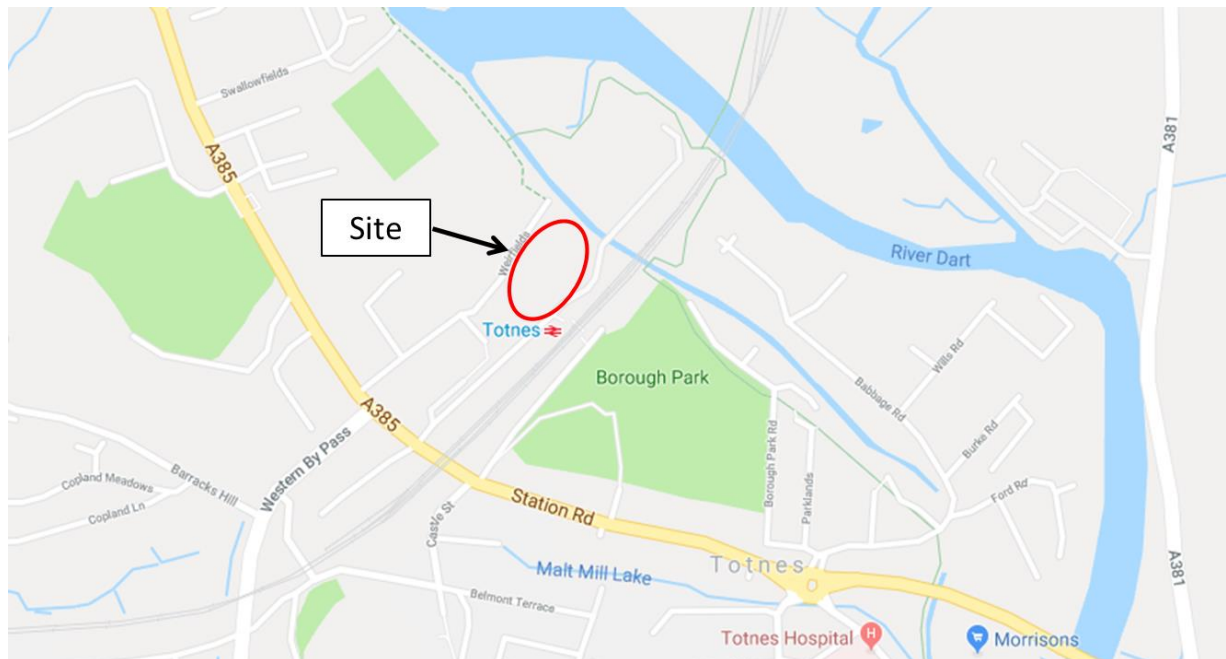 Swallowfields
A385
A381
Site
Weirfields
River Dart
Totnes
Borough Park
Wills Rd
Babbage Rd
A385
Burke Rd
Western By Pass
Borough Park Rd
Parklands
Barracks Hill
Copland Meadows
Copland Ln
Ford Rd
Station Rd
Castle St
Malt Mill Lake
Totnes
A381
Belmont Terrace
Totnes Hospital
H
Morrisons